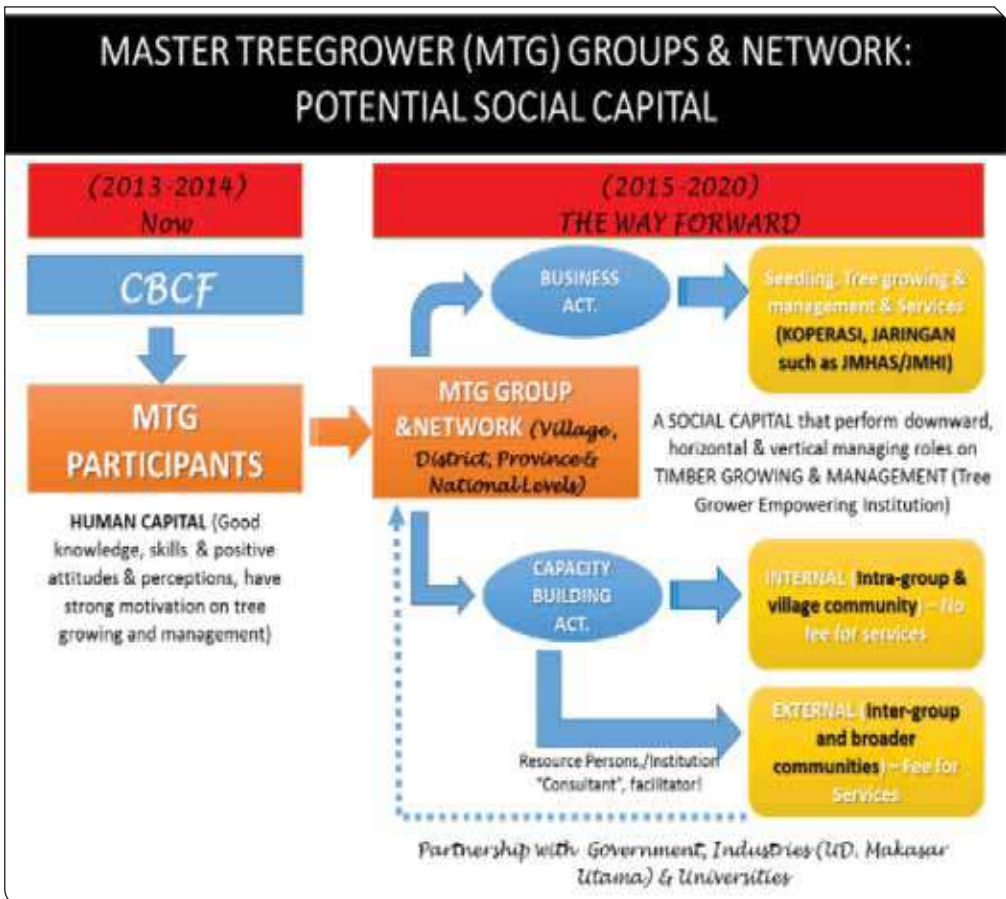 MASTER TREEGROWER (MTG) GROUPS & NETWORK:
POTENTIAL SOCIAL CAPITAL
(2013-2014)
Now
CBCF
MTG
PARTICIPANTS
HUMAN CAPITAL (Good
knowledge, skills & positive
attitudes & perceptions, have
strong motivation on tree
growing and management)
(2015-2020)
THE WAY FORWARD
MTG GROUP
&NETWORK (Village,
District, Province &
National Levels)
BUSINESS
ACT.
Seedling, Tree growing &
management & Services
(KOPERASI, JARINGAN
such as JMHAS/JMHI)
A SOCIAL CAPITAL that perform downward,
horizontal & vertical managing roles on
TIMBER GROWING & MANAGEMENT (Tree
Grower Empowering Institution)
CAPACITY
BUILDING
ACT.
INTERNAL (Intra-group &
village community) – No
fee for services
EXTERNAL (Inter-group
and broader
communities) – Fee for
Services
Resource Persons,/Institution
"Consultant", facilitator!
Partnership with Government, Industries (UD. Makasar
Utama) & Universities